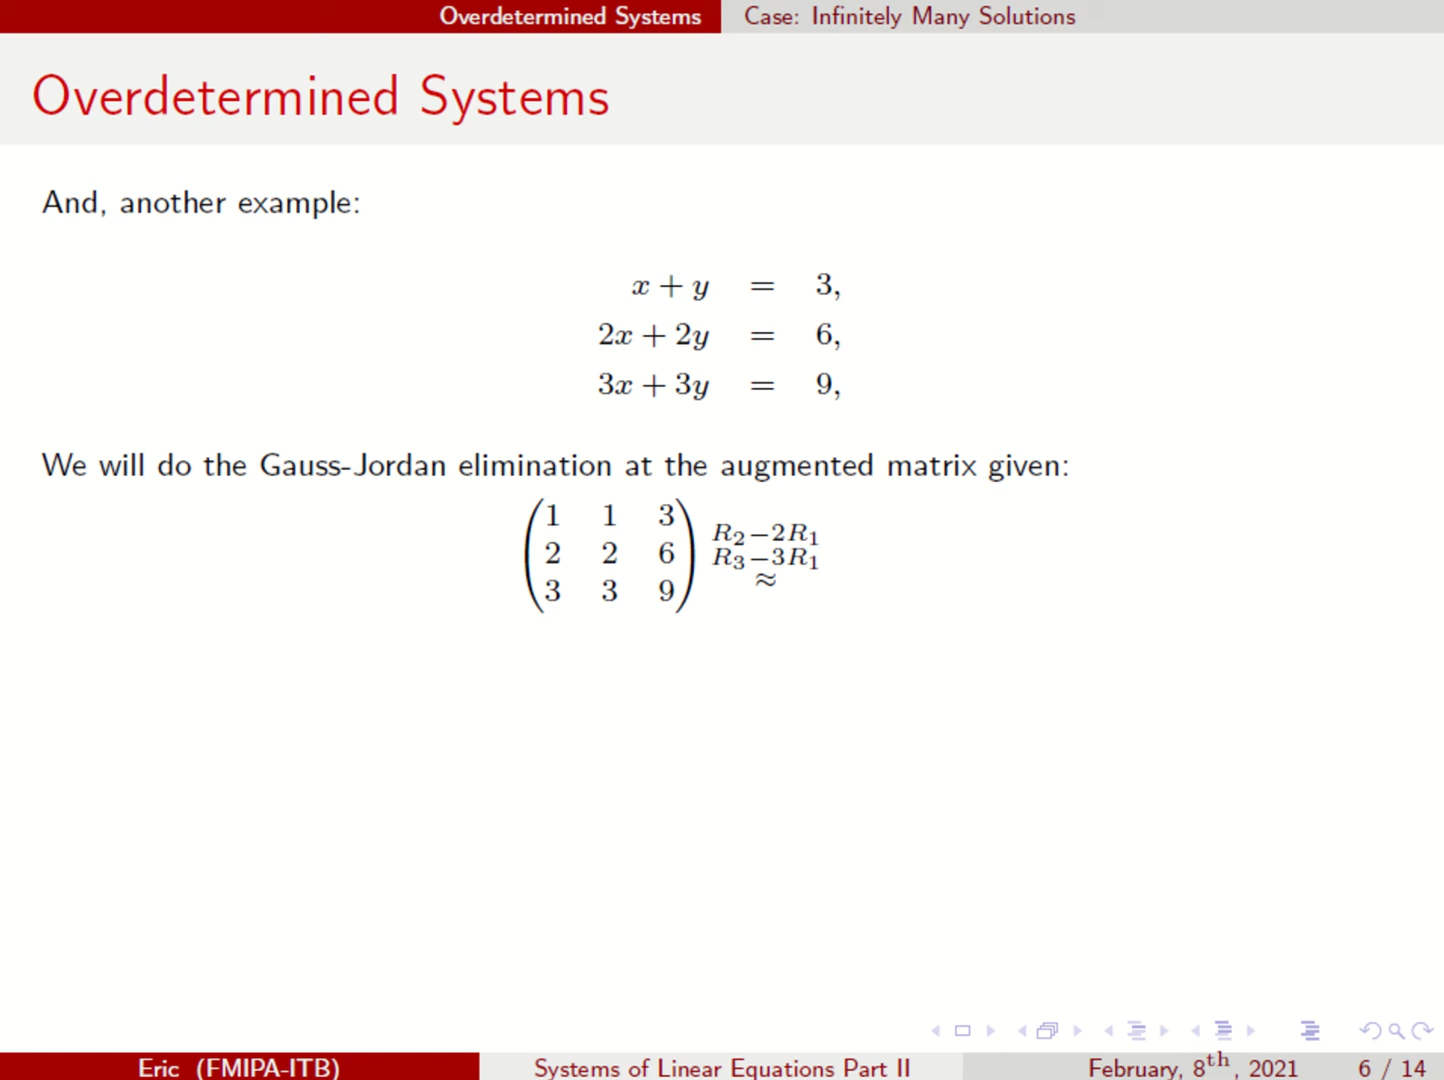 Overdetermined Systems Case: Infinitely Many Solutions
Overdetermined Systems
And, another example:
x + y = 3,
2x + 2y = 6,
3x + 3y = 9,
We will do the Gauss-Jordan elimination at the augmented matrix given:
1 1 3
2 2 6
3 3 9
R₂−2R₁
R₃−3R₁
≈
Eric (FMIPA-ITB) Systems of Linear Equations Part II February, 8th, 2021 6 / 14